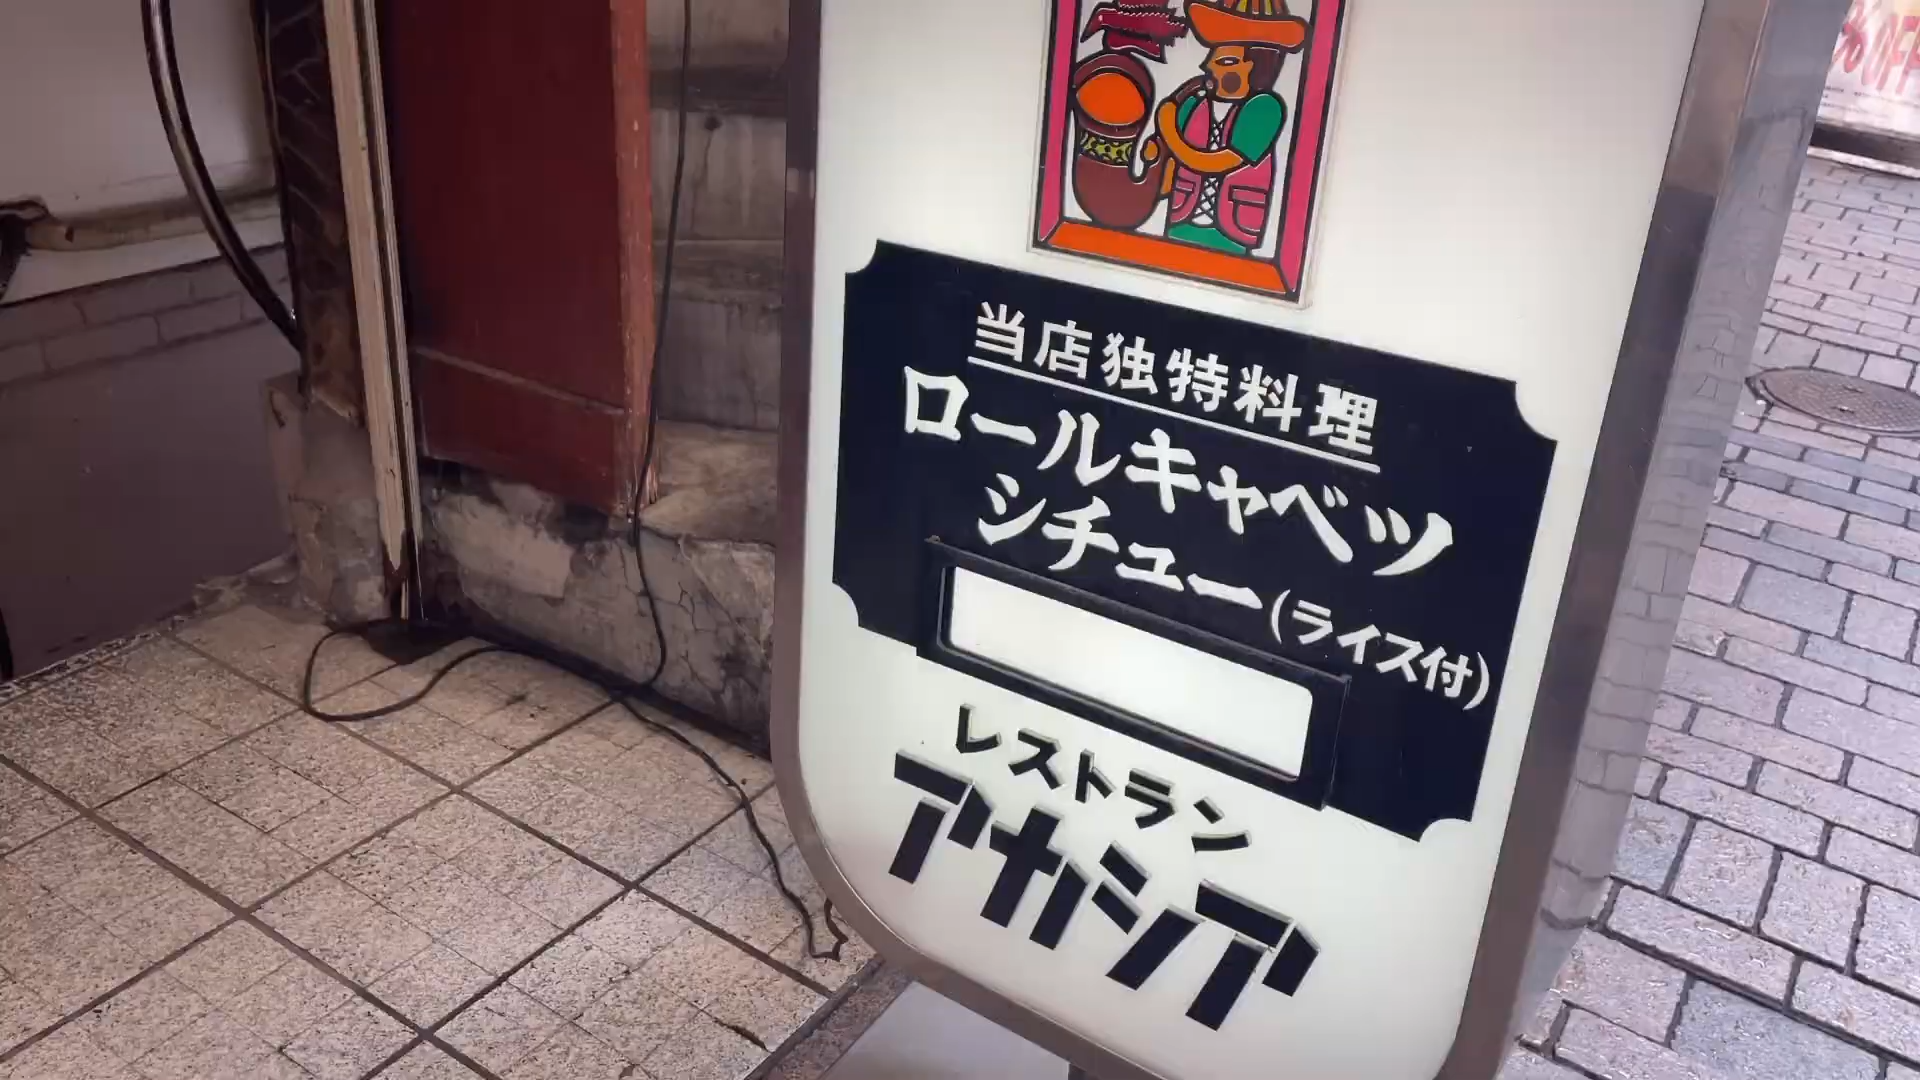 当店独特料理
ロールキャベツ
シチュー(ライス付)
レストラン
アカシア
% OFF